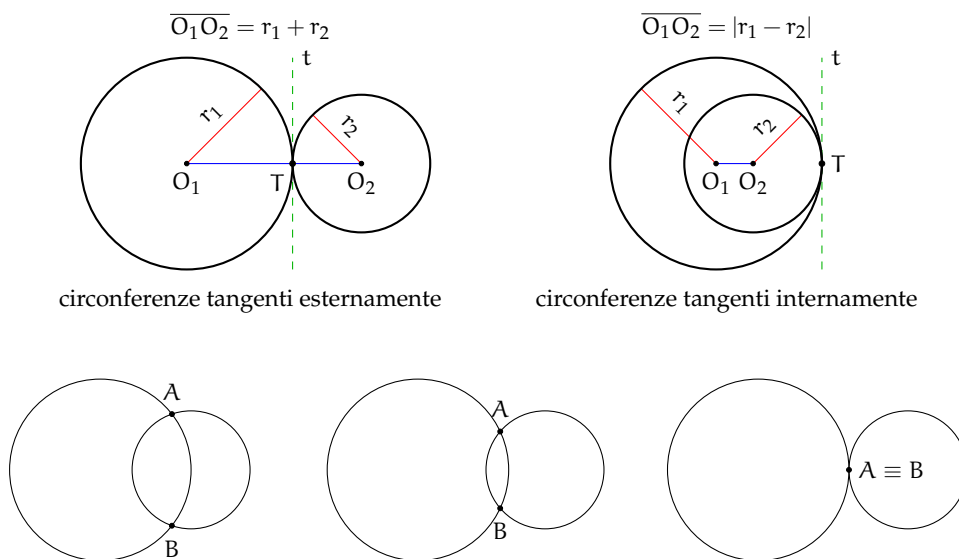 O₁O₂ = r₁ + r₂
t
r₁
r₂
O₁
T
O₂
circonferenze tangenti esternamente
O₁O₂ = |r₁ − r₂|
t
r₁
r₂
O₁
O₂
T
circonferenze tangenti internamente
A
B
A
B
A ≡ B